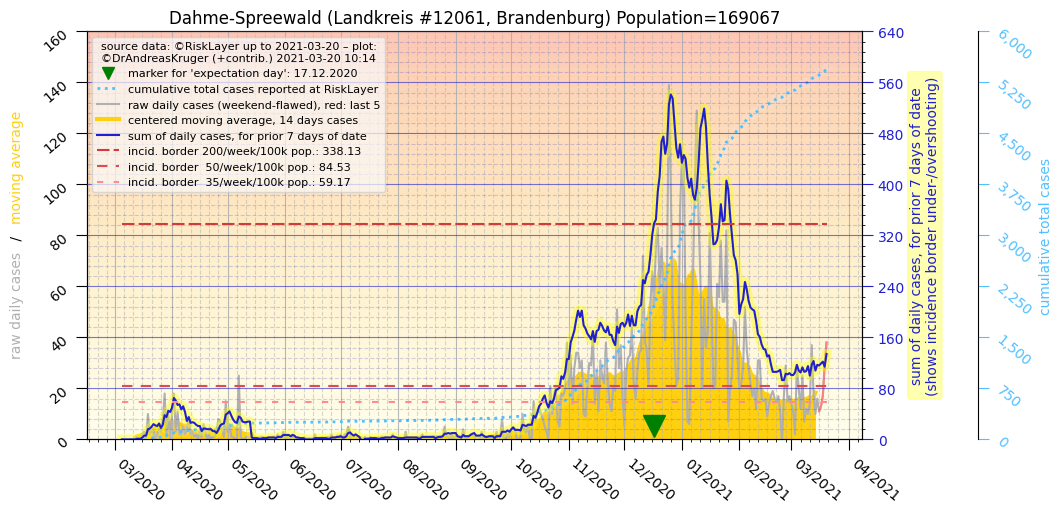 Dahme-Spreewald (Landkreis #12061, Brandenburg) Population=169067
source data: ©RiskLayer up to 2021-03-20 – plot:
©DrAndreasKruger (+contrib.) 2021-03-20 10:14
marker for 'expectation day': 17.12.2020
cumulative total cases reported at RiskLayer
raw daily cases (weekend-flawed), red: last 5
centered moving average, 14 days cases
sum of daily cases, for prior 7 days of date
incid. border 200/week/100k pop.: 338.13
incid. border  50/week/100k pop.: 84.53
incid. border  35/week/100k pop.: 59.17
raw daily cases  /  moving average
160
140
120
100
80
60
40
20
0
03/2020
04/2020
05/2020
06/2020
07/2020
08/2020
09/2020
10/2020
11/2020
12/2020
01/2021
02/2021
03/2021
04/2021
640
560
480
400
320
240
160
80
0
sum of daily cases, for prior 7 days of date
(shows incidence border under-/overshooting)
6,000
5,250
4,500
3,750
3,000
2,250
1,500
750
0
cumulative total cases